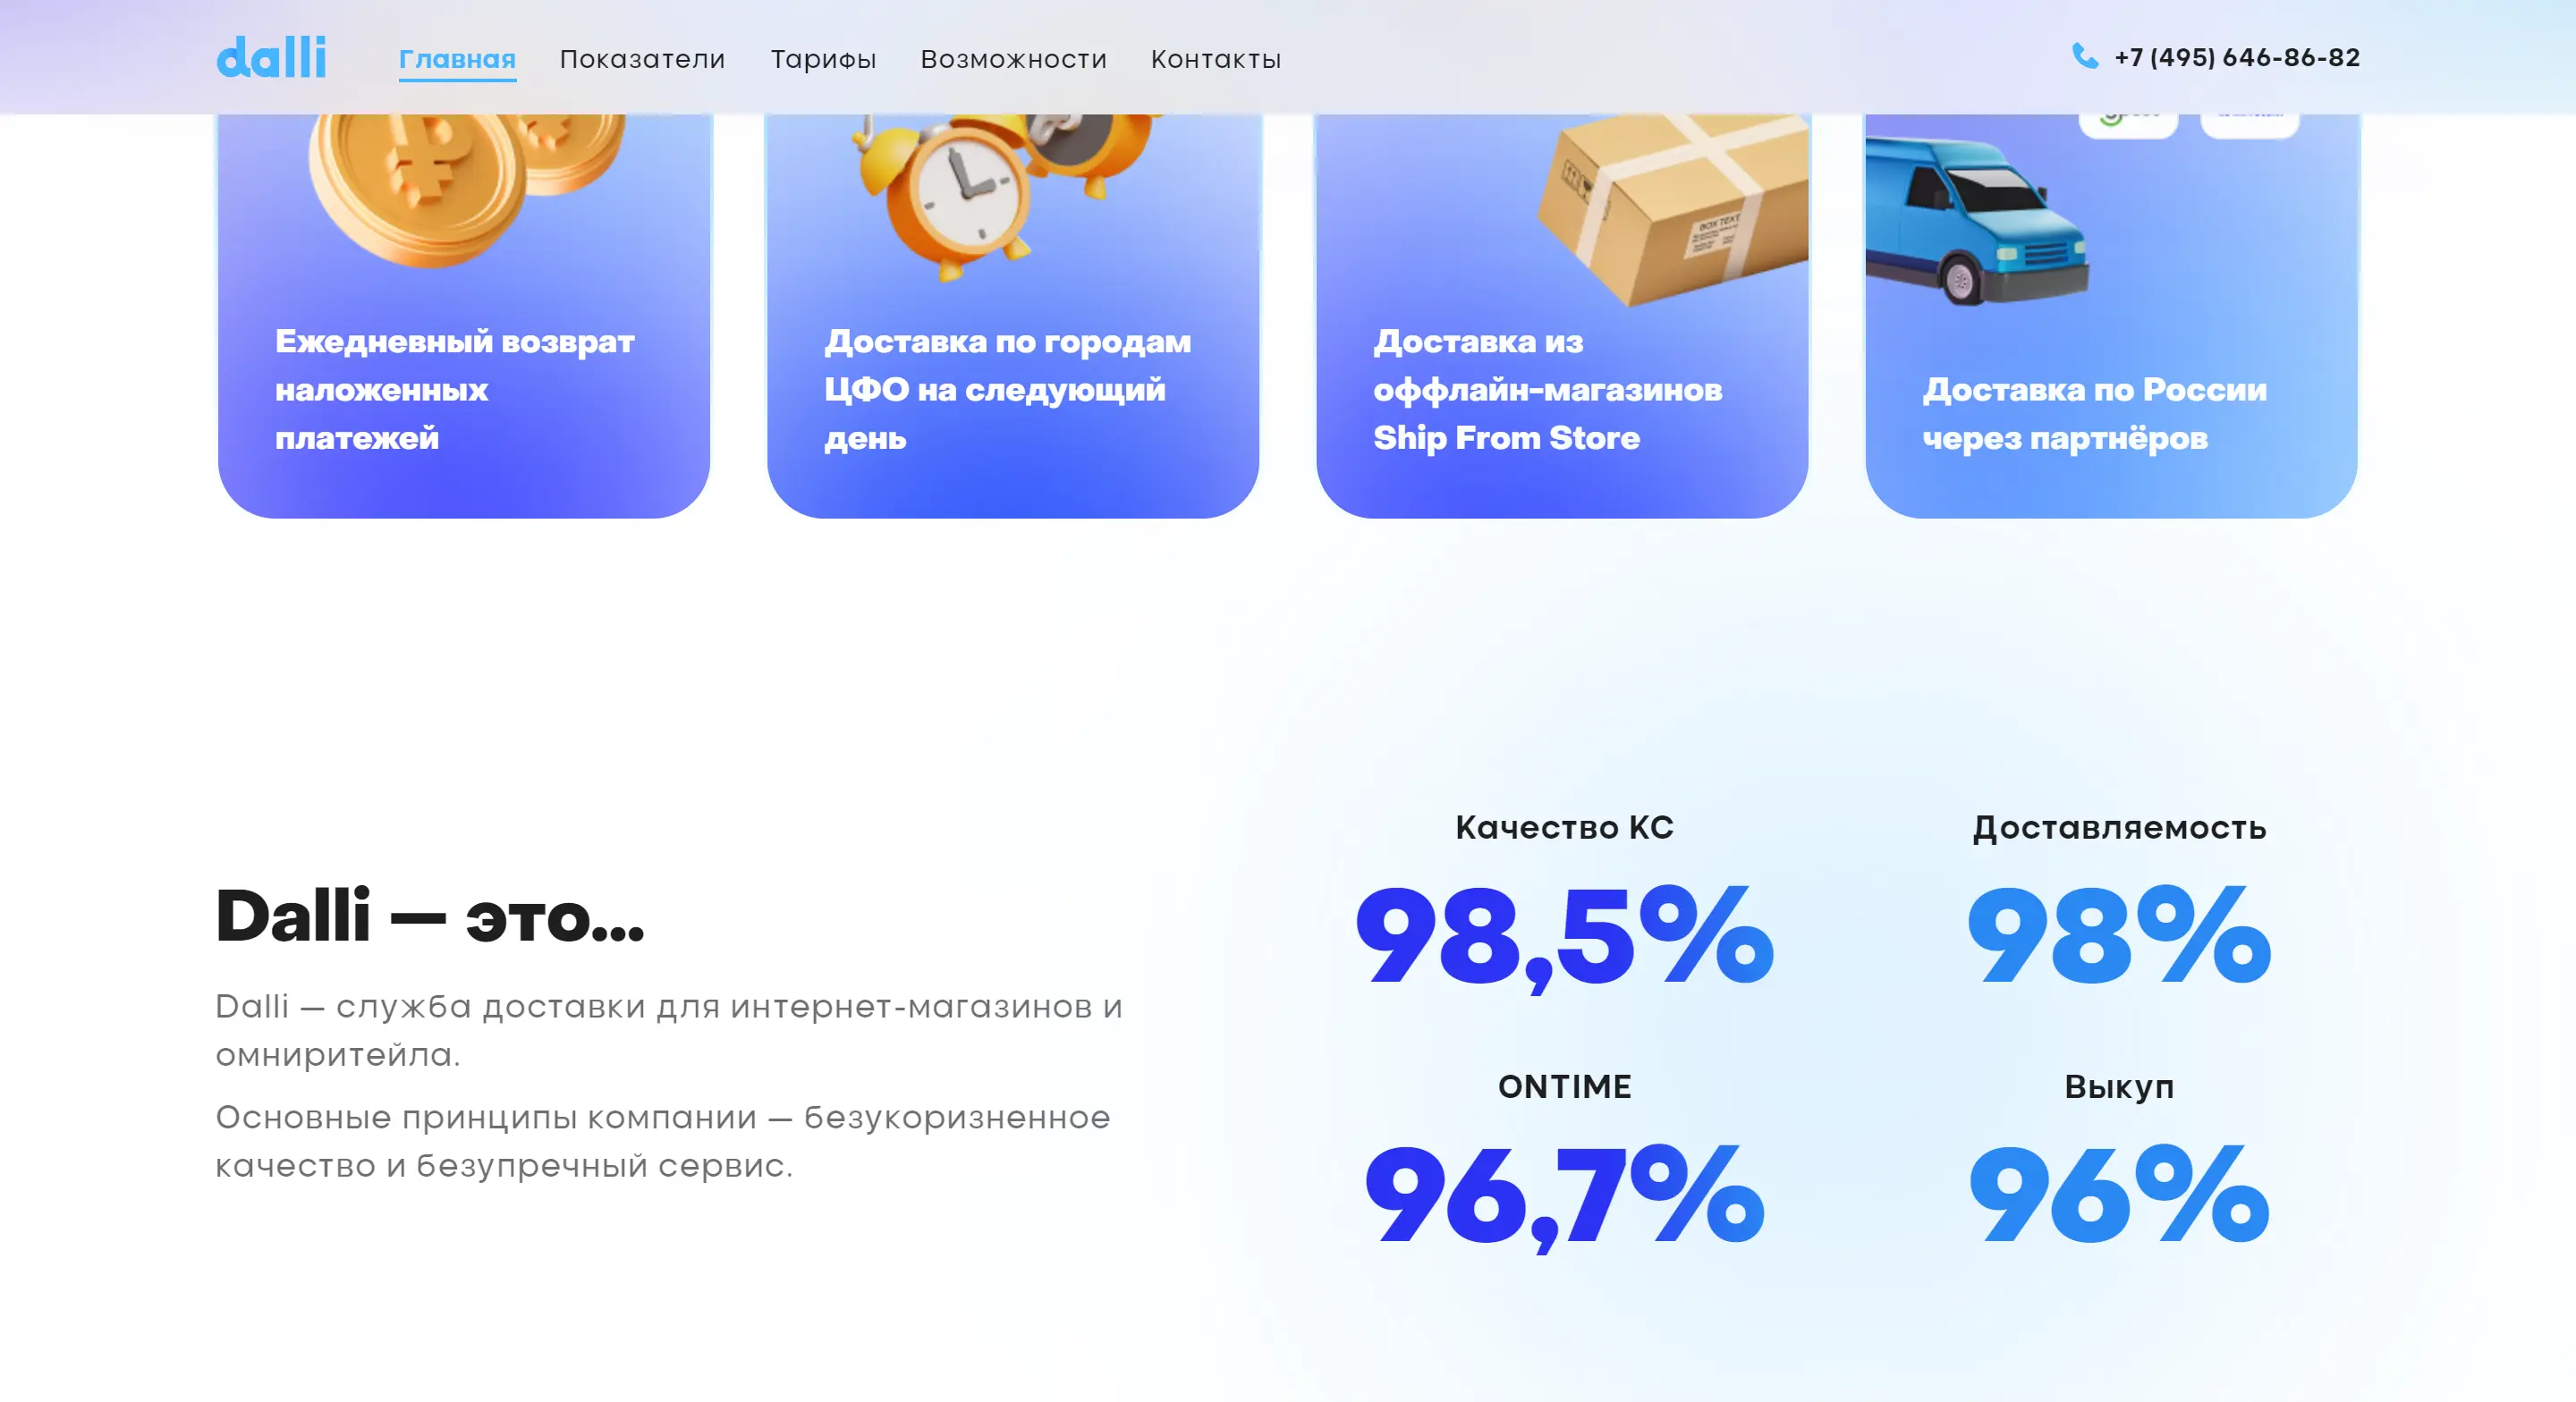 dalli
Главная
Показатели
Тарифы
Возможности
Контакты
+7 (495) 646-86-82
BOX TEXT
Ежедневный возврат
наложенных
платежей
Доставка по городам
ЦФО на следующий
день
Доставка из
оффлайн-магазинов
Ship From Store
Доставка по России
через партнёров
Dalli — это...
Dalli — служба доставки для интернет-магазинов и
омниритейла.
Основные принципы компании — безукоризненное
качество и безупречный сервис.
Качество КС
98,5%
Доставляемость
98%
ONTIME
96,7%
Выкуп
96%